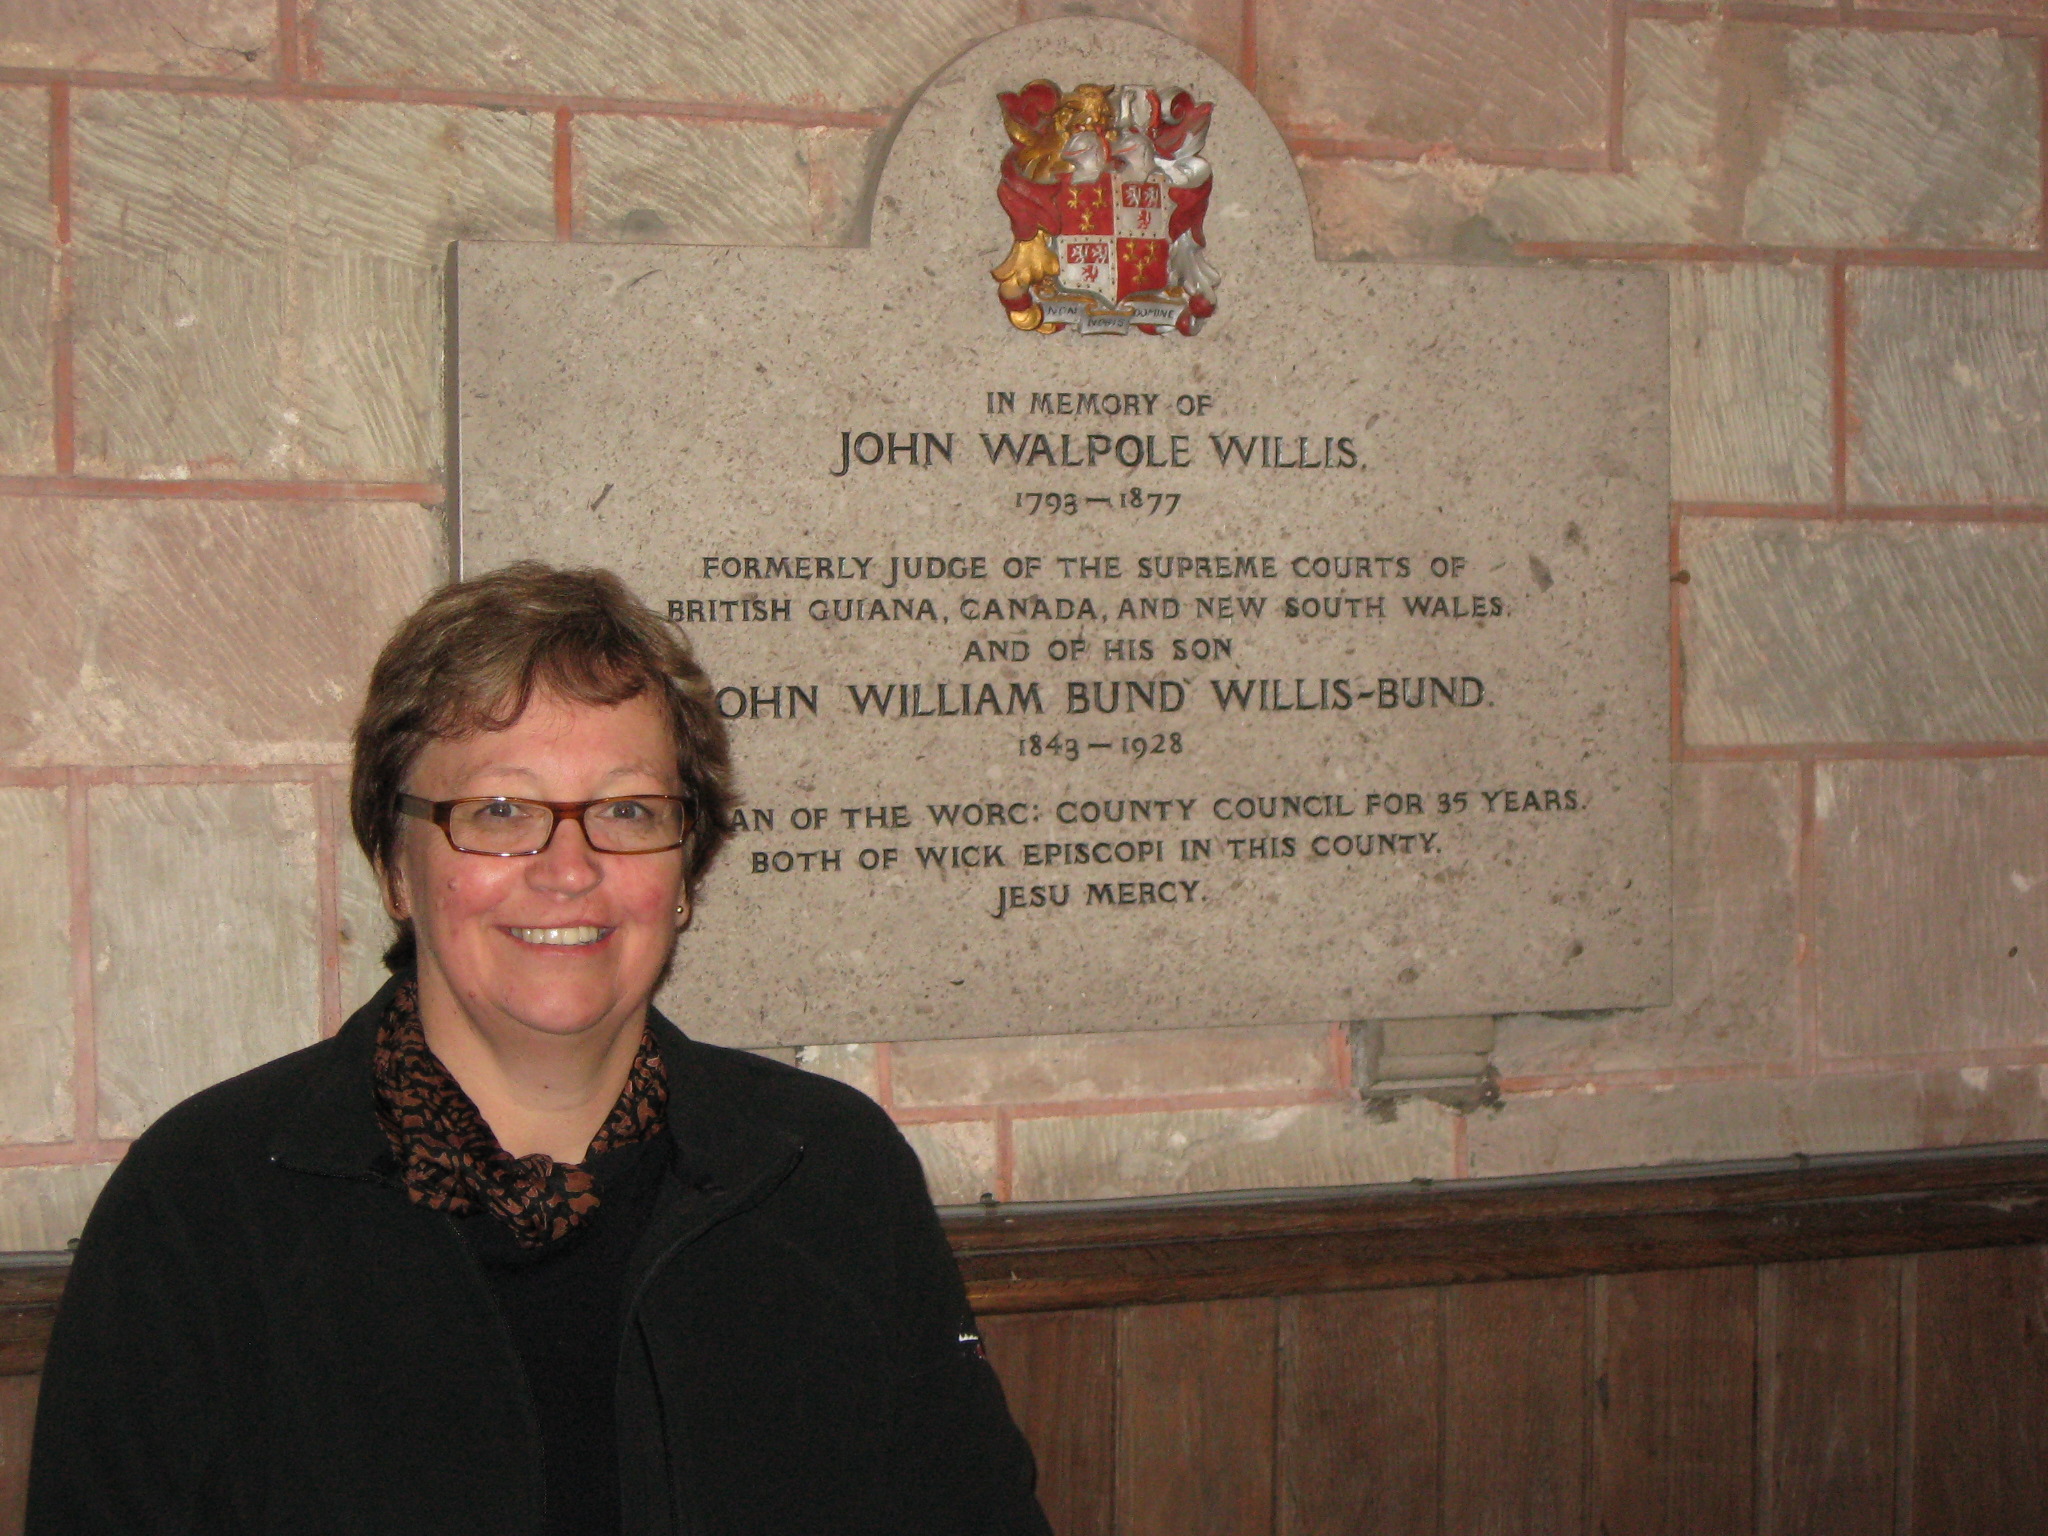 NON NOBIS DOMINE
IN MEMORY OF
JOHN WALPOLE WILLIS.
1793–1877
FORMERLY JUDGE OF THE SUPREME COURTS OF
BRITISH GUIANA, CANADA, AND NEW SOUTH WALES.
AND OF HIS SON
OHN WILLIAM BUND WILLIS-BUND.
1843–1928
AN OF THE WORC: COUNTY COUNCIL FOR 35 YEARS.
BOTH OF WICK EPISCOPI IN THIS COUNTY.
JESU MERCY.